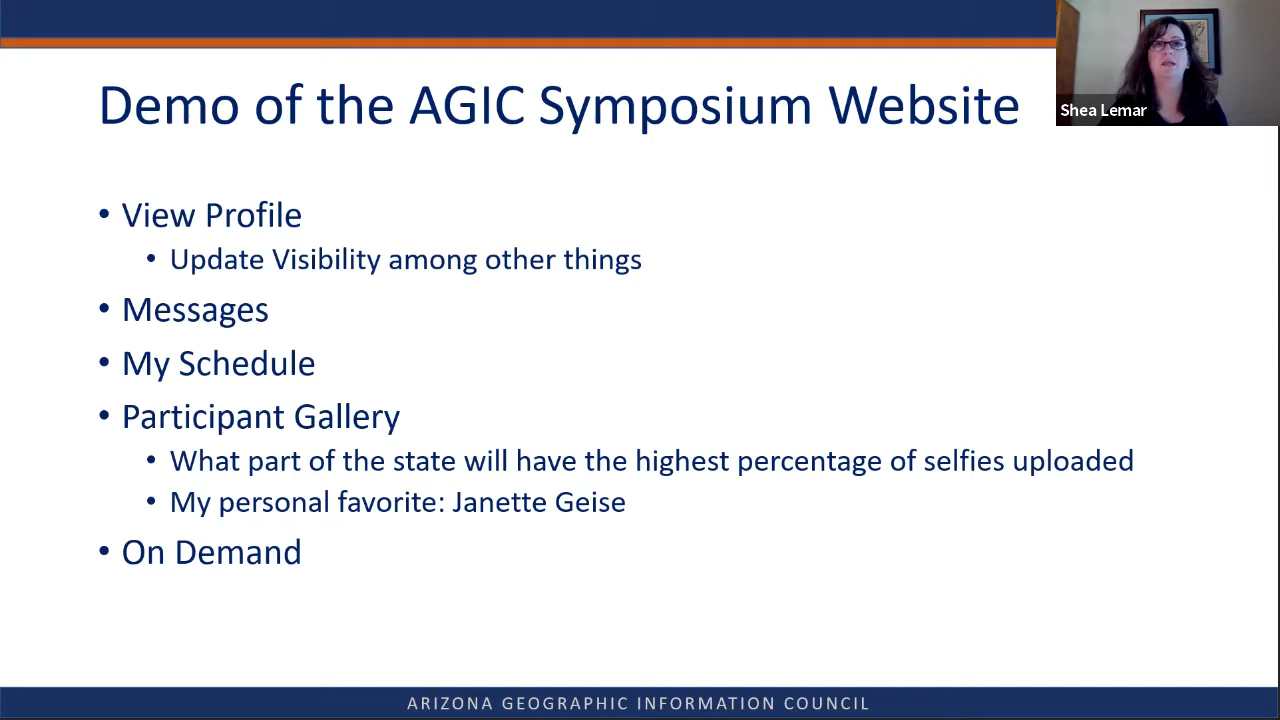 Demo of the AGIC Symposium Website
Shea Lemar
• View Profile
• Update Visibility among other things
• Messages
• My Schedule
• Participant Gallery
• What part of the state will have the highest percentage of selfies uploaded
• My personal favorite: Janette Geise
• On Demand
ARIZONA GEOGRAPHIC INFORMATION COUNCIL